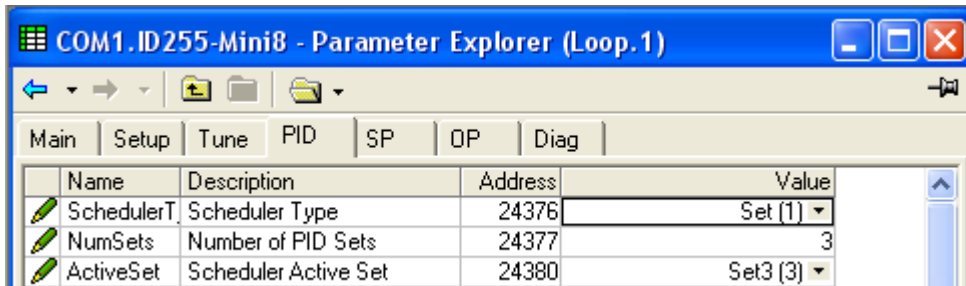 COM1.ID255-Mini8 - Parameter Explorer (Loop.1)
Main Setup Tune PID SP OP Diag
Name Description Address Value
SchedulerT Scheduler Type 24376 Set (1)
NumSets Number of PID Sets 24377 3
ActiveSet Scheduler Active Set 24380 Set3 (3)